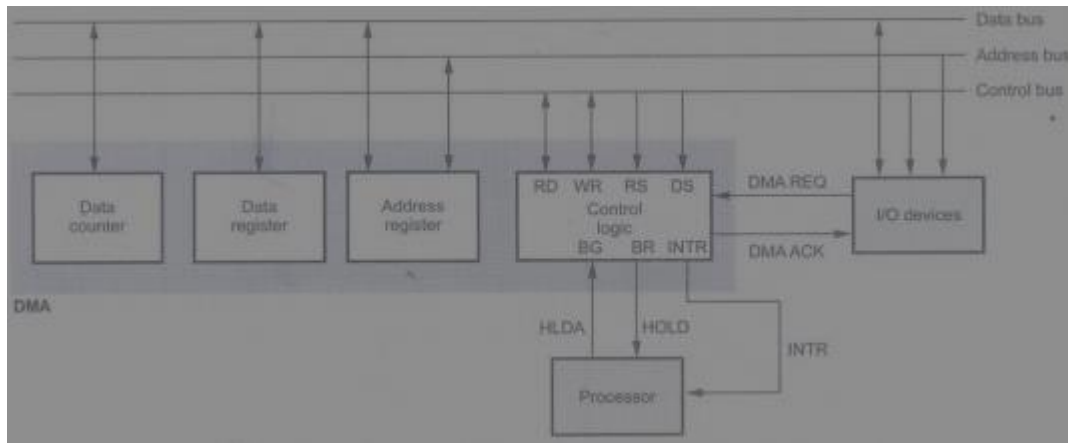 Data bus
Address bus
Control bus
Data
counter
Data
register
Address
register
RD WR RS DS
Control
logic
BG BR INTR
DMA REQ
DMA ACK
I/O devices
DMA
HLDA
HOLD
INTR
Processor